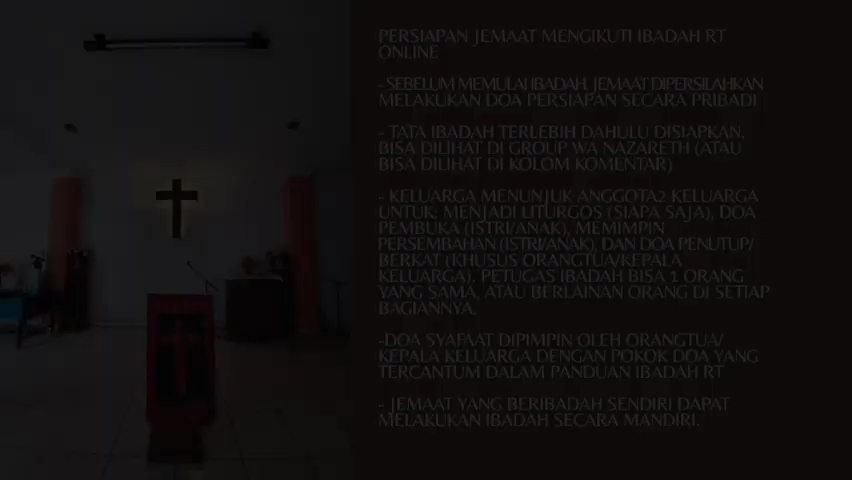 PERSIAPAN JEMAAT MENGIKUTI IBADAH RT
ONLINE
- SEBELUM MEMULAI IBADAH, JEMAAT DIPERSILAHKAN
MELAKUKAN DOA PERSIAPAN SECARA PRIBADI
- TATA IBADAH TERLEBIH DAHULU DISIAPKAN,
BISA DILIHAT DI GROUP WA NAZARETH (ATAU
BISA DILIHAT DI KOLOM KOMENTAR)
- KELUARGA MENUNJUK ANGGOTA2 KELUARGA
UNTUK: MENJADI LITURGOS (SIAPA SAJA), DOA
PEMBUKA (ISTRI/ANAK), MEMIMPIN
PERSEMBAHAN (ISTRI/ANAK), DAN DOA PENUTUP/
BERKAT (KHUSUS ORANGTUA/KEPALA
KELUARGA). PETUGAS IBADAH BISA 1 ORANG
YANG SAMA, ATAU BERLAINAN ORANG DI SETIAP
BAGIANNYA.
-DOA SYAFAAT DIPIMPIN OLEH ORANGTUA/
KEPALA KELUARGA DENGAN POKOK DOA YANG
TERCANTUM DALAM PANDUAN IBADAH RT
- JEMAAT YANG BERIBADAH SENDIRI DAPAT
MELAKUKAN IBADAH SECARA MANDIRI.